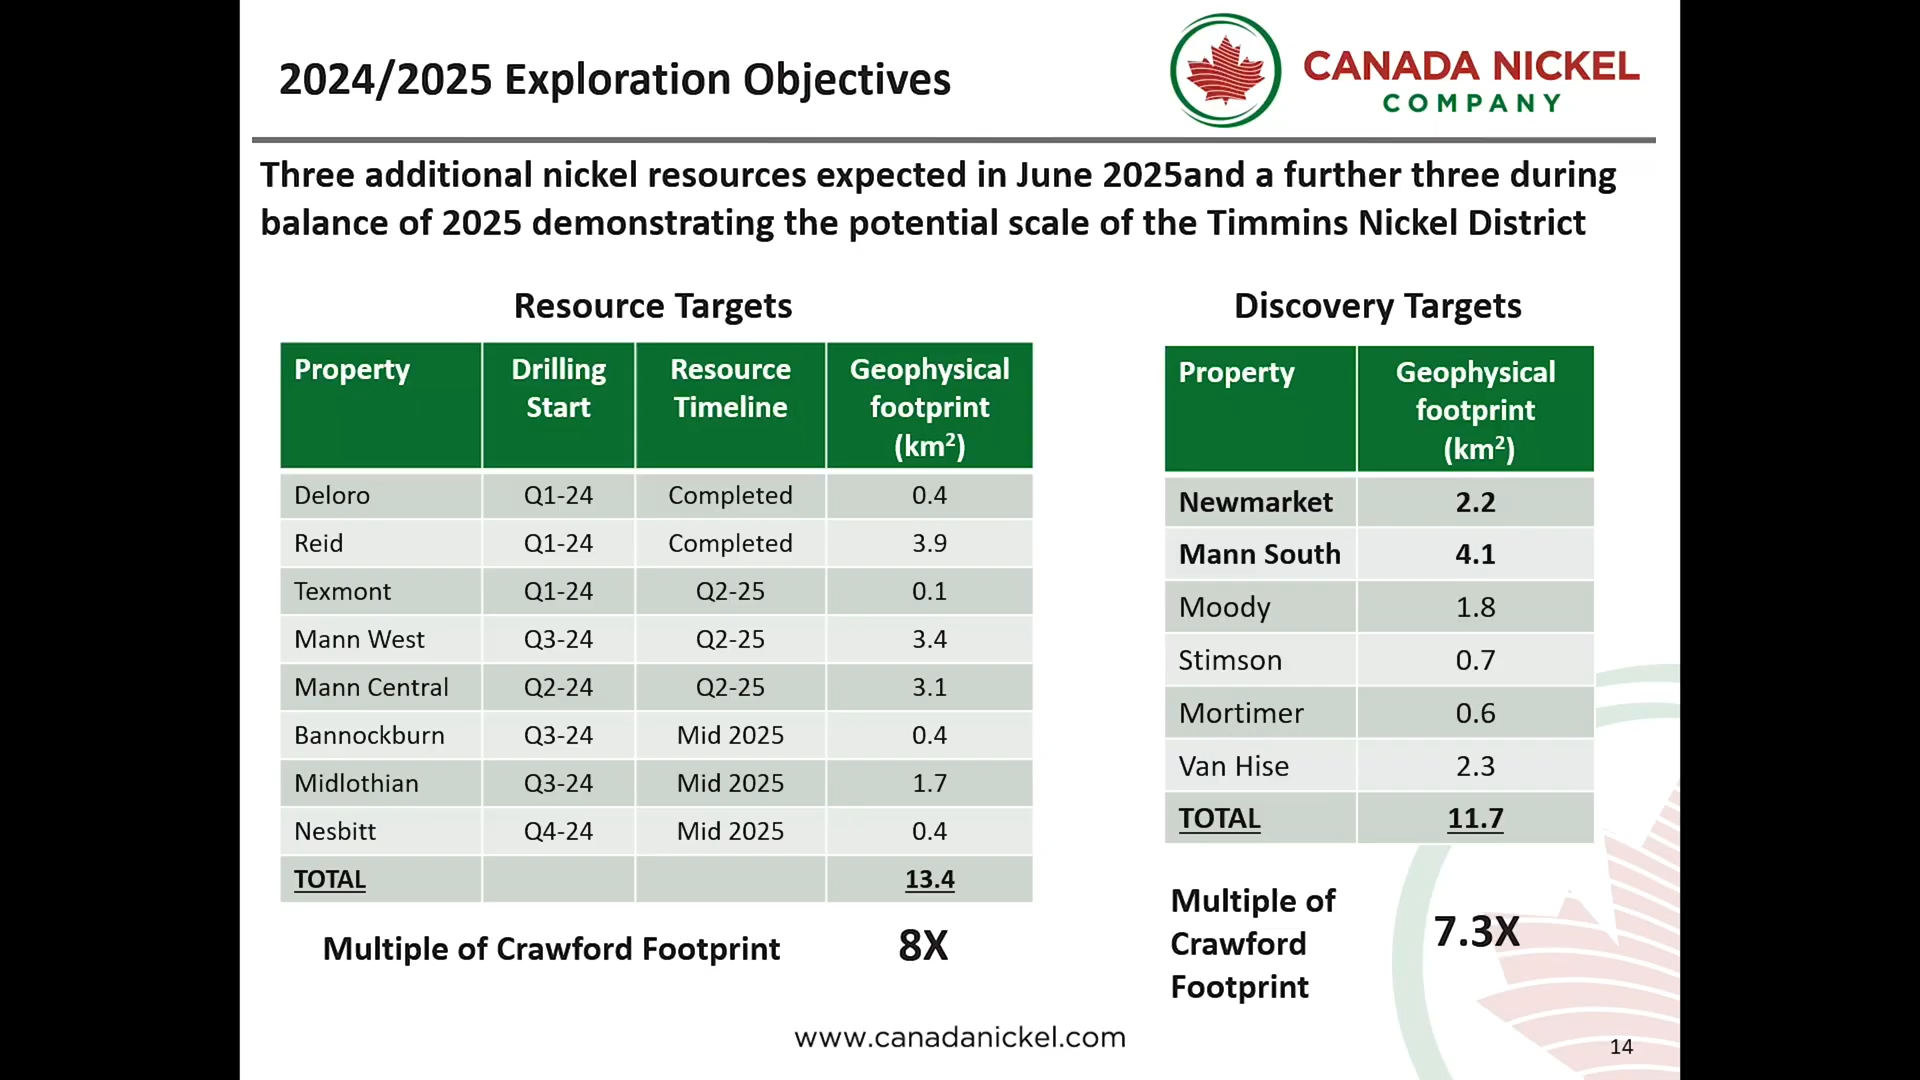 2024/2025 Exploration Objectives
CANADA NICKEL
COMPANY
Three additional nickel resources expected in June 2025and a further three during
balance of 2025 demonstrating the potential scale of the Timmins Nickel District
Resource Targets
Property Drilling Start Resource Timeline Geophysical footprint (km²)
Deloro Q1-24 Completed 0.4
Reid Q1-24 Completed 3.9
Texmont Q1-24 Q2-25 0.1
Mann West Q3-24 Q2-25 3.4
Mann Central Q2-24 Q2-25 3.1
Bannockburn Q3-24 Mid 2025 0.4
Midlothian Q3-24 Mid 2025 1.7
Nesbitt Q4-24 Mid 2025 0.4
TOTAL 13.4
Multiple of Crawford Footprint 8X
Discovery Targets
Property Geophysical footprint (km²)
Newmarket 2.2
Mann South 4.1
Moody 1.8
Stimson 0.7
Mortimer 0.6
Van Hise 2.3
TOTAL 11.7
Multiple of
Crawford
Footprint
7.3X
www.canadanickel.com
14